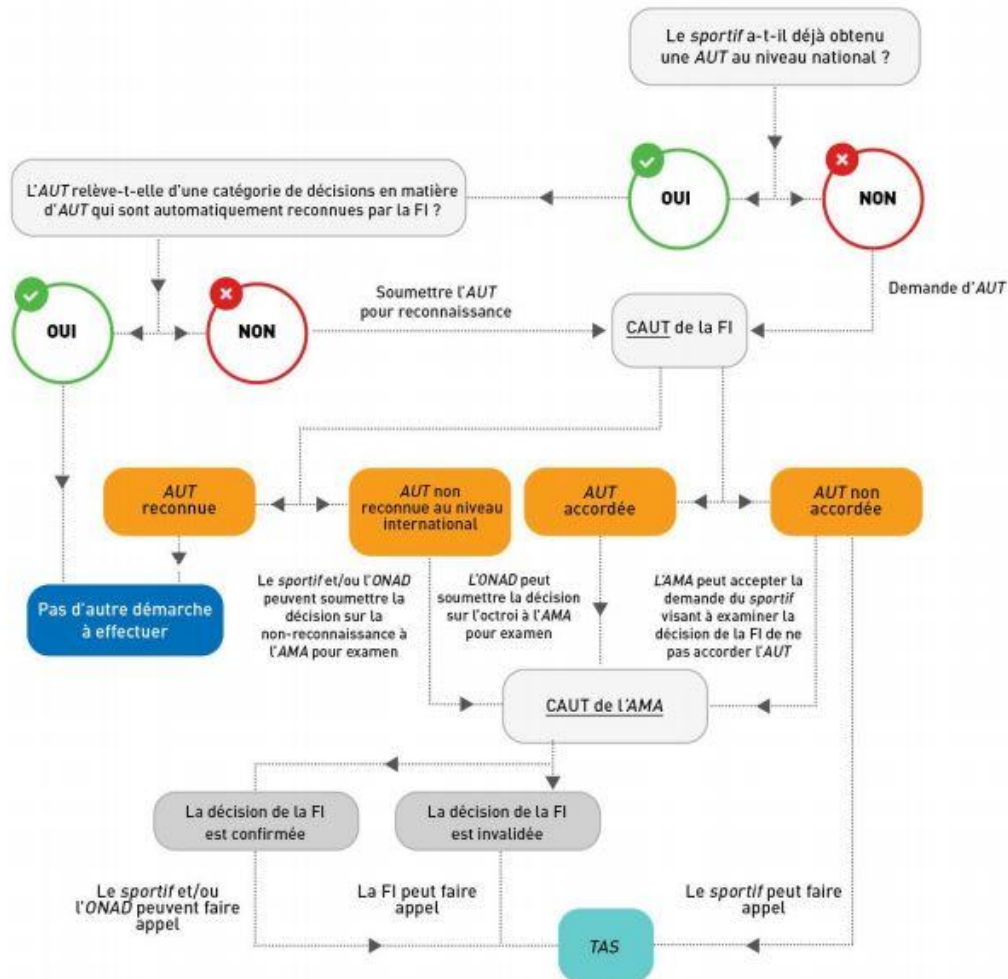 Le sportif a-t-il déjà obtenu
une AUT au niveau national ?
L'AUT relève-t-elle d'une catégorie de décisions en matière
d'AUT qui sont automatiquement reconnues par la FI ?
OUI
NON
OUI
NON
Soumettre l'AUT
pour reconnaissance
CAUT de la FI
Demande d'AUT
AUT
reconnue
AUT non
reconnue au niveau
international
AUT
accordée
AUT non
accordée
Pas d'autre démarche
à effectuer
Le sportif et/ou l'ONAD
peuvent soumettre la
décision sur la
non-reconnaissance à
l'AMA pour examen
L'ONAD peut
soumettre la décision
sur l'octroi à l'AMA
pour examen
L'AMA peut accepter la
demande du sportif
visant à examiner la
décision de la FI de ne
pas accorder l'AUT
CAUT de l'AMA
La décision de la FI
est confirmée
La décision de la FI
est invalidée
Le sportif et/ou
l'ONAD peuvent faire
appel
La FI peut faire
appel
Le sportif peut faire
appel
TAS